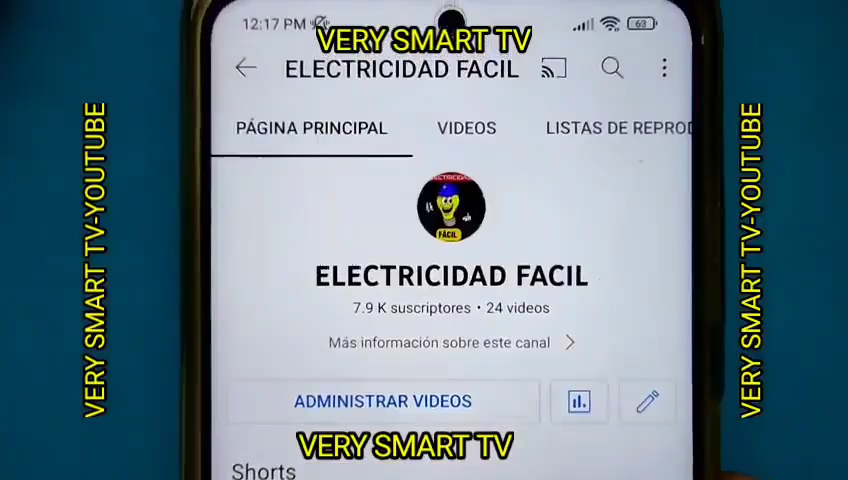 12:17 PM
63
VERY SMART TV
ELECTRICIDAD FACIL
PÁGINA PRINCIPAL
VIDEOS
LISTAS DE REPROD
VERY SMART TV-YOUTUBE
VERY SMART TV-YOUTUBE
FÁCIL
ELECTRICIDAD FACIL
7.9 K suscriptores • 24 videos
Más información sobre este canal
ADMINISTRAR VIDEOS
VERY SMART TV
Shorts